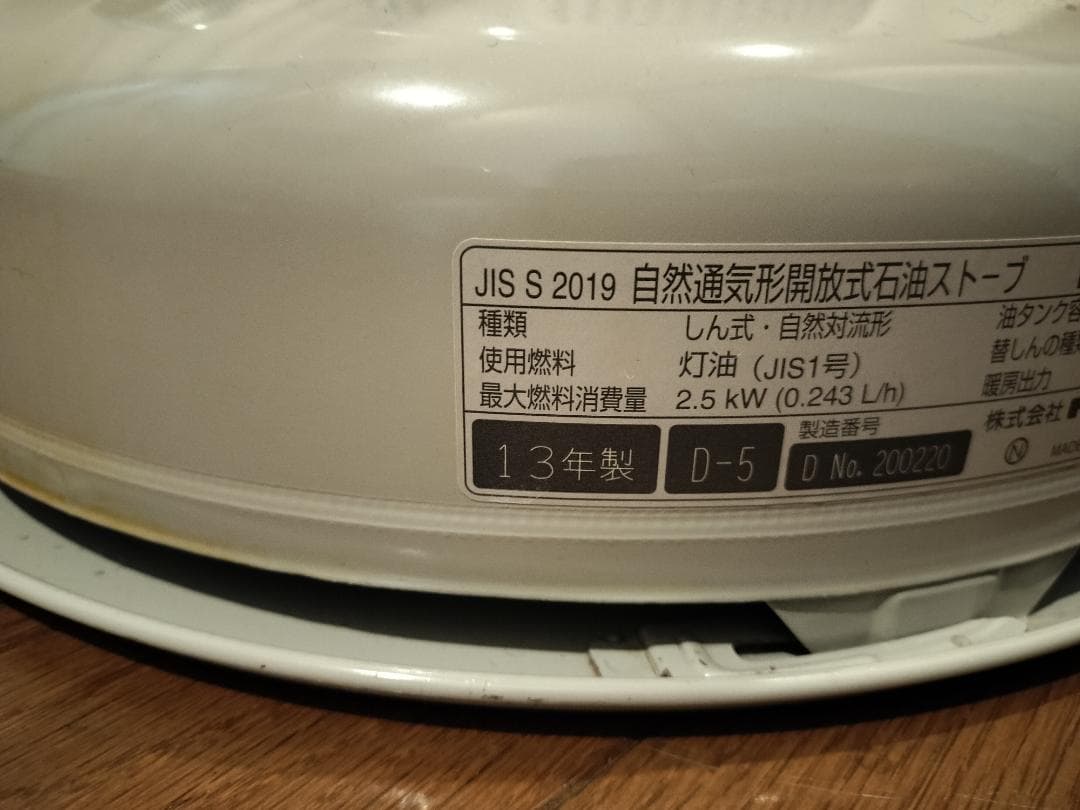 JIS S 2019 自然通気形開放式石油ストーブ
種類 しん式・自然対流形 油タンク容
使用燃料 灯油 (JIS1号) 替しんの種類
最大燃料消費量 2.5 kW (0.243 L/h) 暖房出力
製造番号 株式会社
13年製 D-5 D No. 200220 N MADE